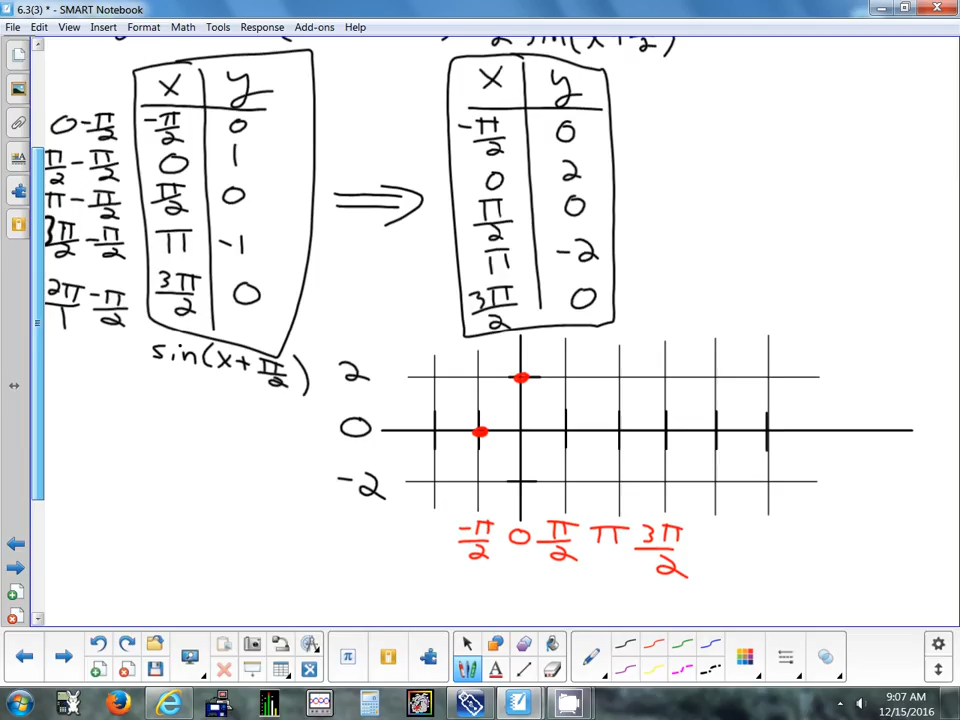 6.3(3) * - SMART Notebook
File Edit View Insert Format Math Tools Response Add-ons Help
2 sin(x+ 2)
x y
0-π/2 -π/2 0
π/2 -π/2 0 1
π -π/2 π/2 0
3π/2 -π/2 π -1
2π/1 -π/2 3π/2 0
sin(x+π/2)
⇒
x y
-π/2 0
0 2
π/2 0
π -2
3π/2 0
2
0
-2
-π/2 0 π/2 π 3π/2
π
A
9:07 AM
12/15/2016